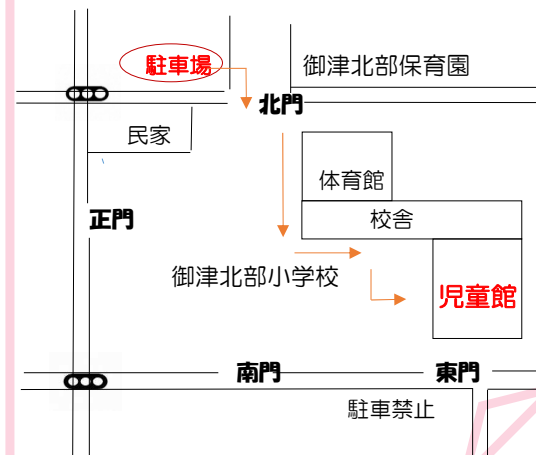 駐車場
御津北部保育園
北門
民家
体育館
正門
校舎
御津北部小学校
児童館
南門
東門
駐車禁止